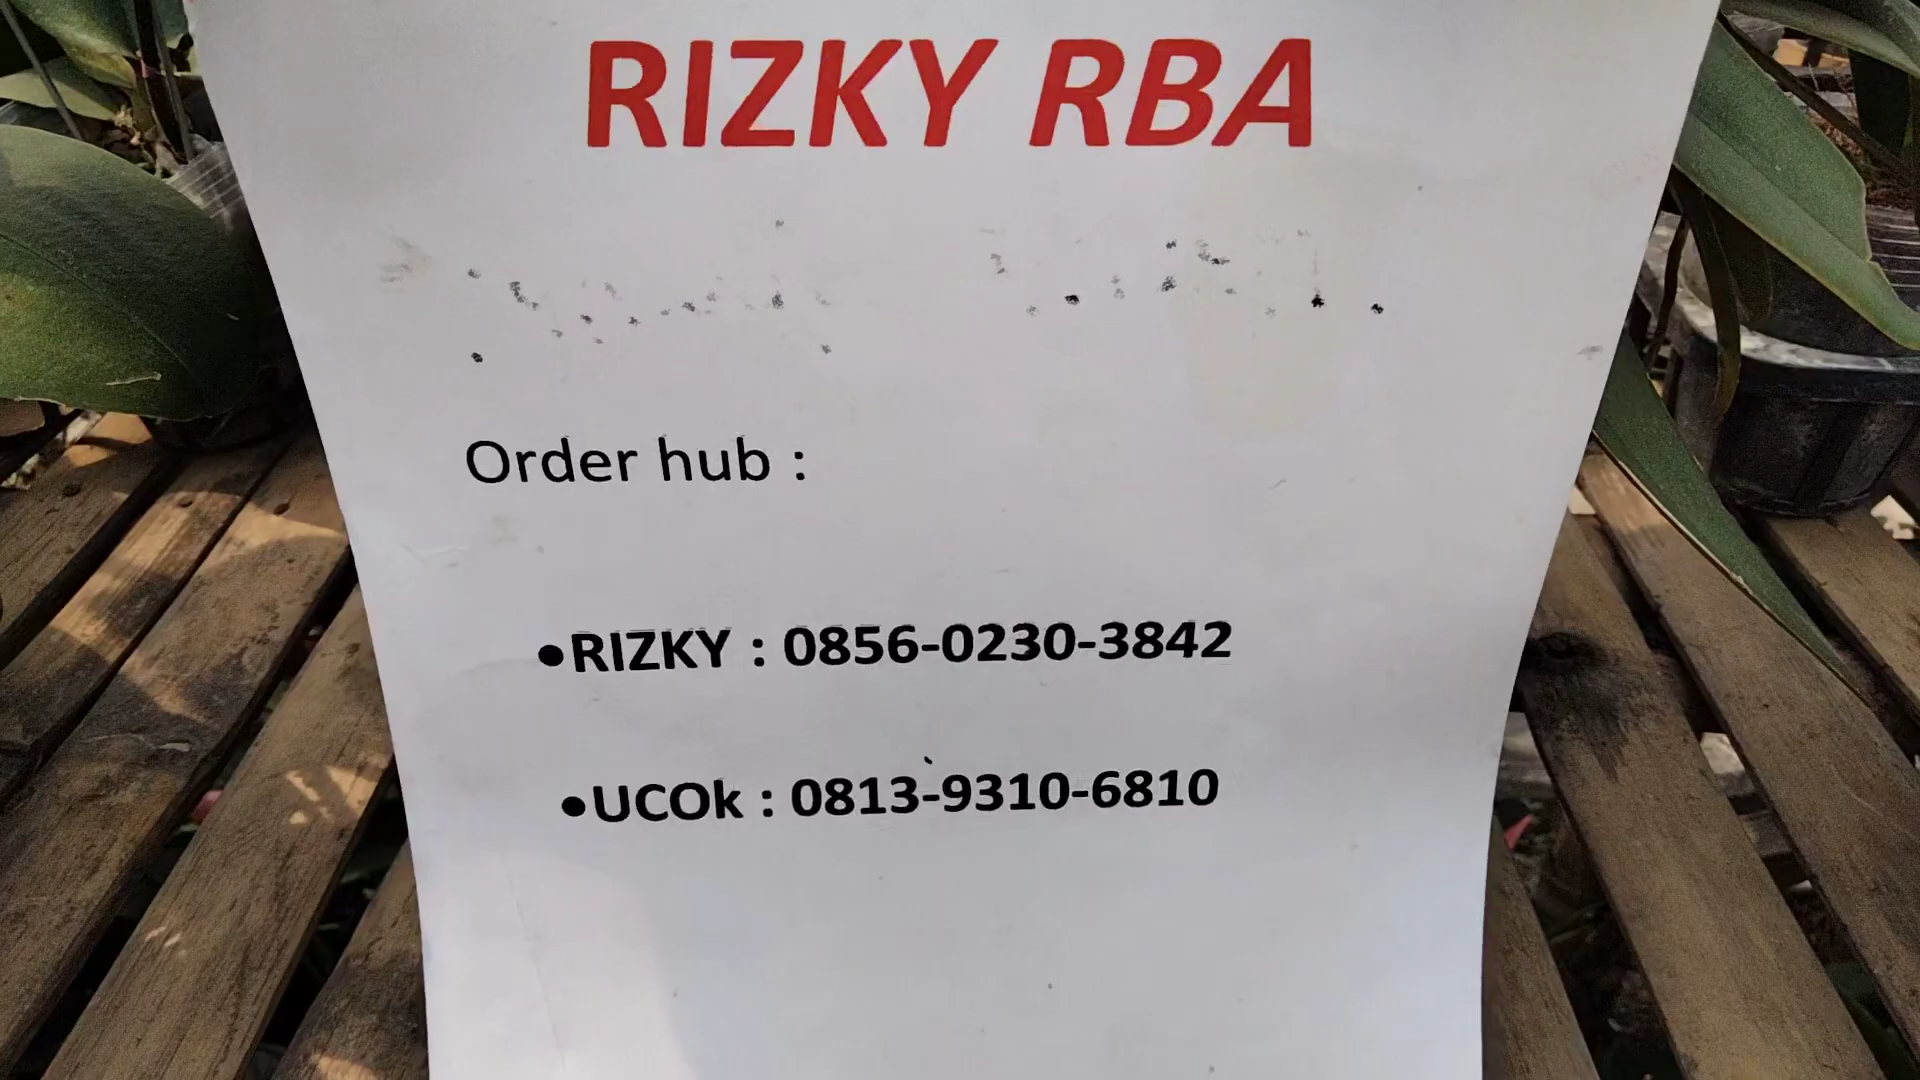 RIZKY RBA
Order hub :
•RIZKY : 0856-0230-3842
•UCOk : 0813-9310-6810